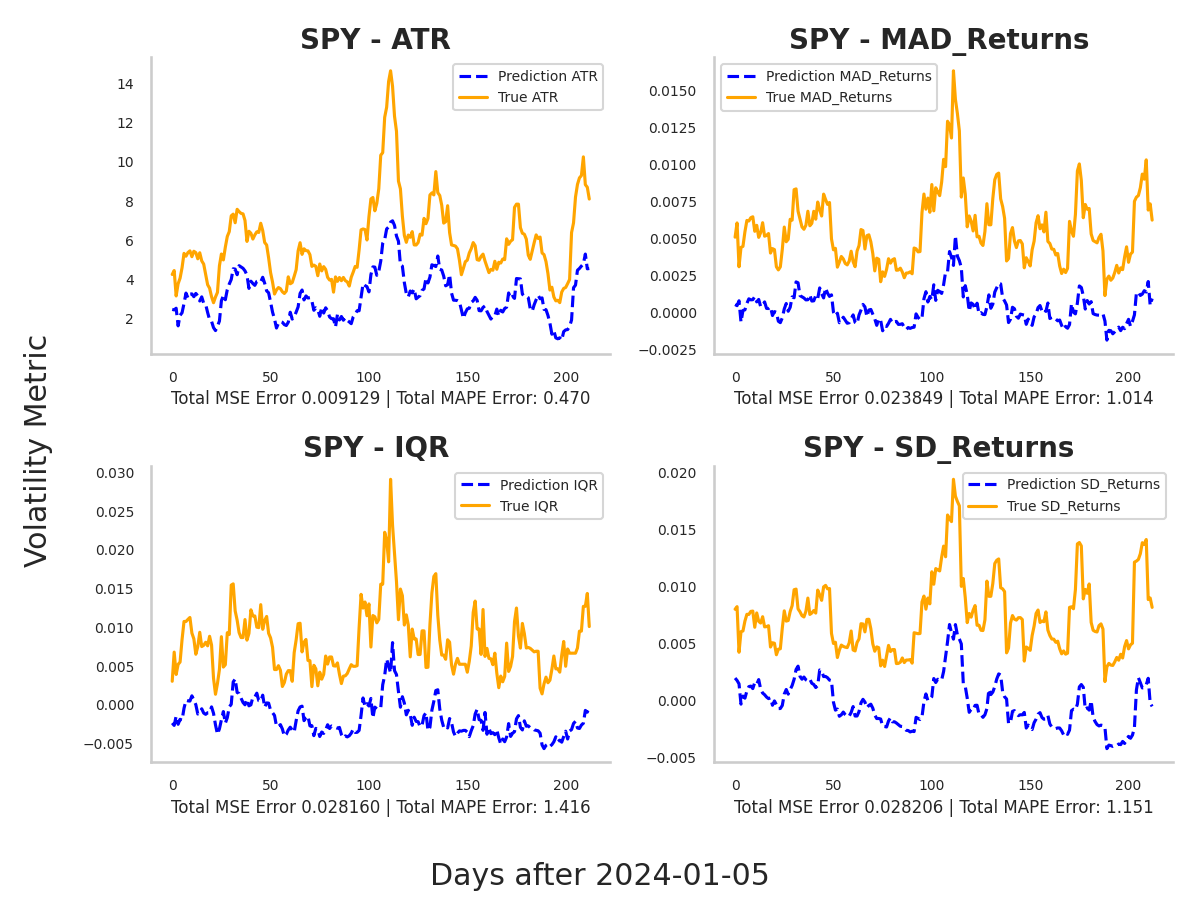 SPY - ATR
14
12
10
8
6
4
2
0 50 100 150 200
Prediction ATR
True ATR
Total MSE Error 0.009129 | Total MAPE Error: 0.470
SPY - MAD_Returns
0.0150
0.0125
0.0100
0.0075
0.0050
0.0025
0.0000
−0.0025
0 50 100 150 200
Prediction MAD_Returns
True MAD_Returns
Total MSE Error 0.023849 | Total MAPE Error: 1.014
Volatility Metric
SPY - IQR
0.030
0.025
0.020
0.015
0.010
0.005
0.000
−0.005
0 50 100 150 200
Prediction IQR
True IQR
Total MSE Error 0.028160 | Total MAPE Error: 1.416
SPY - SD_Returns
0.020
0.015
0.010
0.005
0.000
−0.005
0 50 100 150 200
Prediction SD_Returns
True SD_Returns
Total MSE Error 0.028206 | Total MAPE Error: 1.151
Days after 2024-01-05